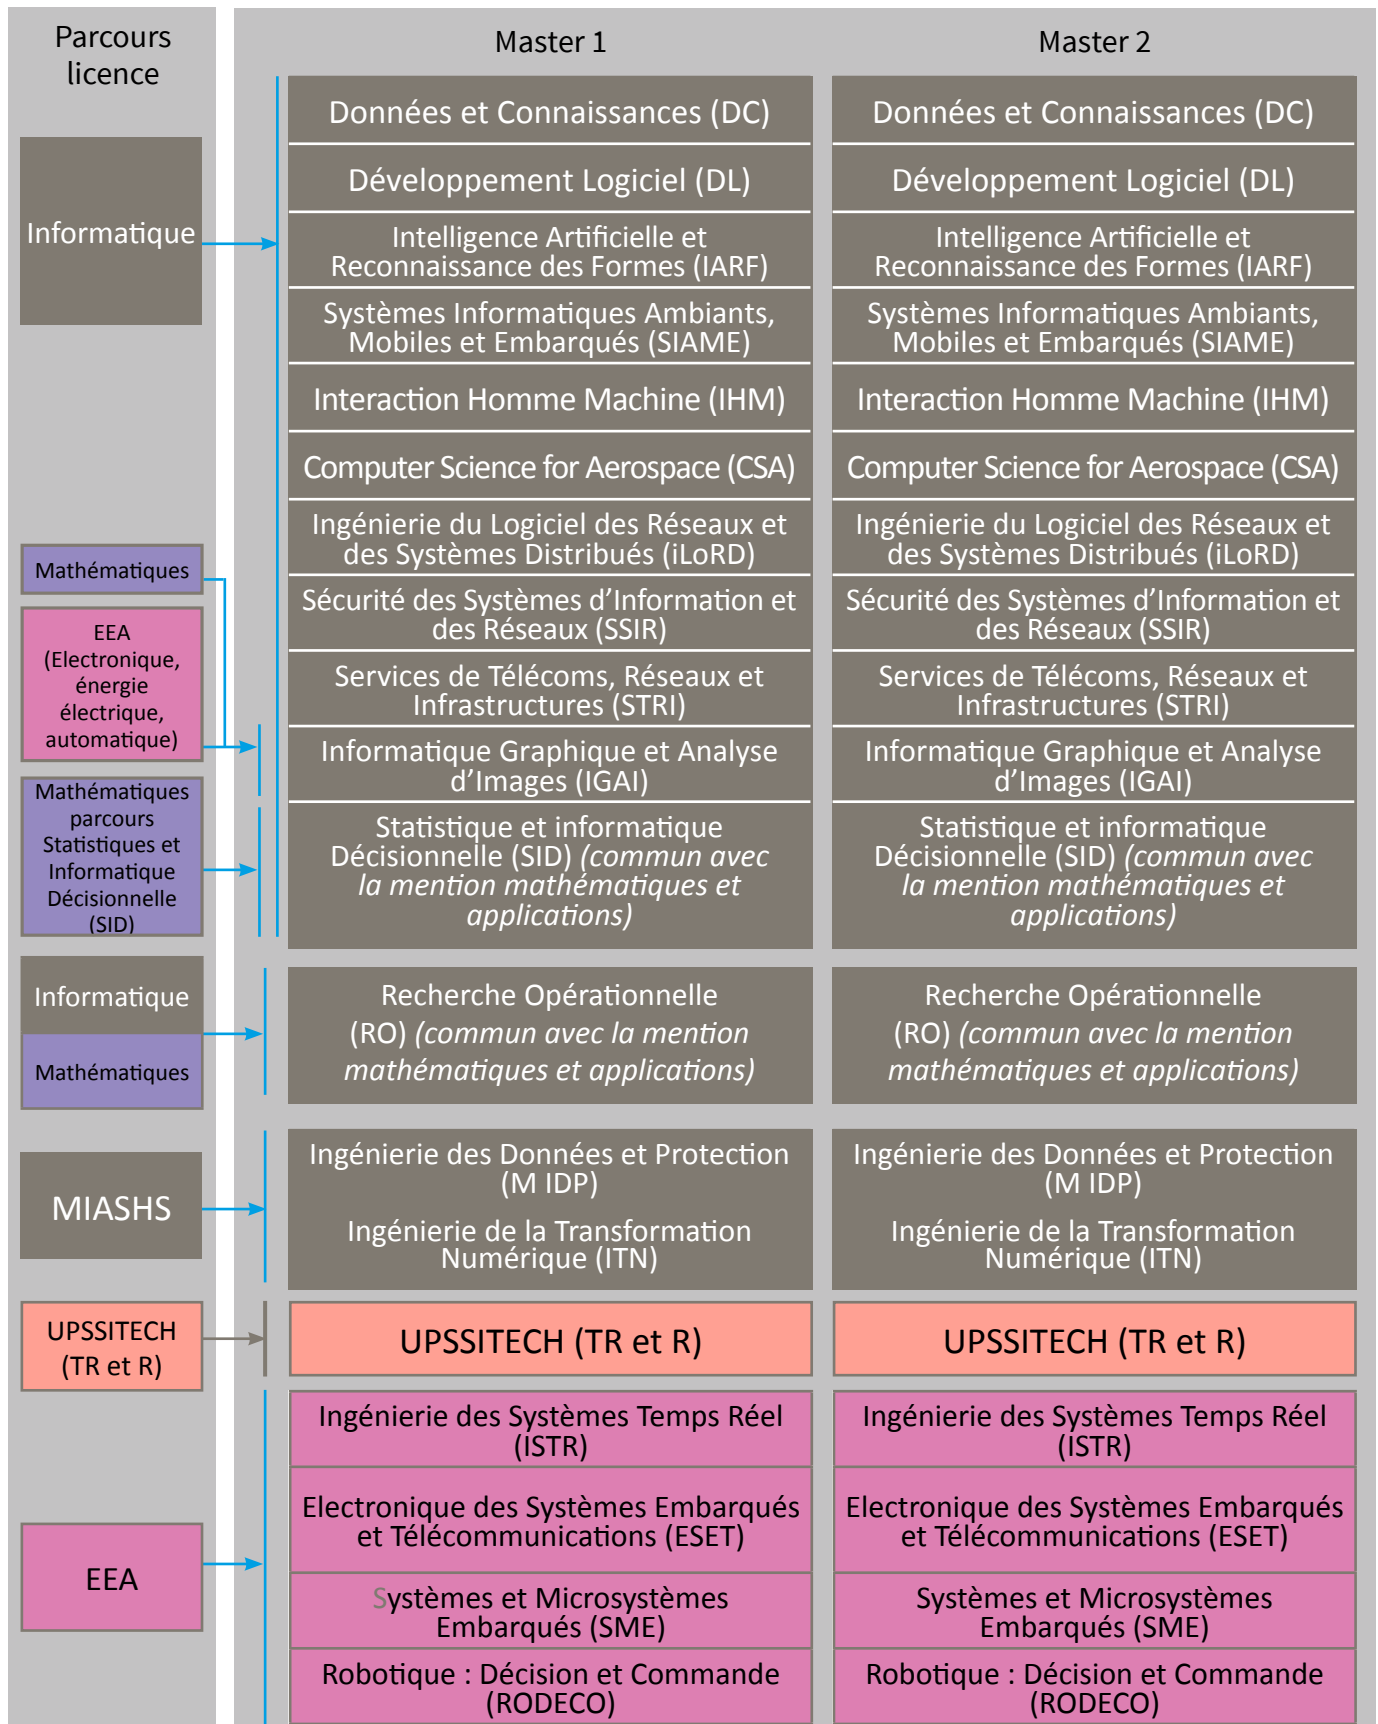 Parcours
licence
Master 1
Master 2
Informatique
Données et Connaissances (DC)
Données et Connaissances (DC)
Développement Logiciel (DL)
Développement Logiciel (DL)
Intelligence Artificielle et
Reconnaissance des Formes (IARF)
Intelligence Artificielle et
Reconnaissance des Formes (IARF)
Systèmes Informatiques Ambiants,
Mobiles et Embarqués (SIAME)
Systèmes Informatiques Ambiants,
Mobiles et Embarqués (SIAME)
Interaction Homme Machine (IHM)
Interaction Homme Machine (IHM)
Computer Science for Aerospace (CSA)
Computer Science for Aerospace (CSA)
Ingénierie du Logiciel des Réseaux et
des Systèmes Distribués (iLoRD)
Ingénierie du Logiciel des Réseaux et
des Systèmes Distribués (iLoRD)
Mathématiques
EEA
(Electronique,
énergie
électrique,
automatique)
Sécurité des Systèmes d’Information et
des Réseaux (SSIR)
Sécurité des Systèmes d’Information et
des Réseaux (SSIR)
Services de Télécoms, Réseaux et
Infrastructures (STRI)
Services de Télécoms, Réseaux et
Infrastructures (STRI)
Informatique Graphique et Analyse
d’Images (IGAI)
Informatique Graphique et Analyse
d’Images (IGAI)
Mathématiques
parcours
Statistiques et
Informatique
Décisionnelle
(SID)
Statistique et informatique
Décisionnelle (SID) (commun avec
la mention mathématiques et
applications)
Statistique et informatique
Décisionnelle (SID) (commun avec
la mention mathématiques et
applications)
Informatique
Mathématiques
Recherche Opérationnelle
(RO) (commun avec la mention
mathématiques et applications)
Recherche Opérationnelle
(RO) (commun avec la mention
mathématiques et applications)
MIASHS
Ingénierie des Données et Protection
(M IDP)
Ingénierie de la Transformation
Numérique (ITN)
Ingénierie des Données et Protection
(M IDP)
Ingénierie de la Transformation
Numérique (ITN)
UPSSITECH
(TR et R)
UPSSITECH (TR et R)
UPSSITECH (TR et R)
EEA
Ingénierie des Systèmes Temps Réel
(ISTR)
Ingénierie des Systèmes Temps Réel
(ISTR)
Electronique des Systèmes Embarqués
et Télécommunications (ESET)
Electronique des Systèmes Embarqués
et Télécommunications (ESET)
Systèmes et Microsystèmes
Embarqués (SME)
Systèmes et Microsystèmes
Embarqués (SME)
Robotique : Décision et Commande
(RODECO)
Robotique : Décision et Commande
(RODECO)